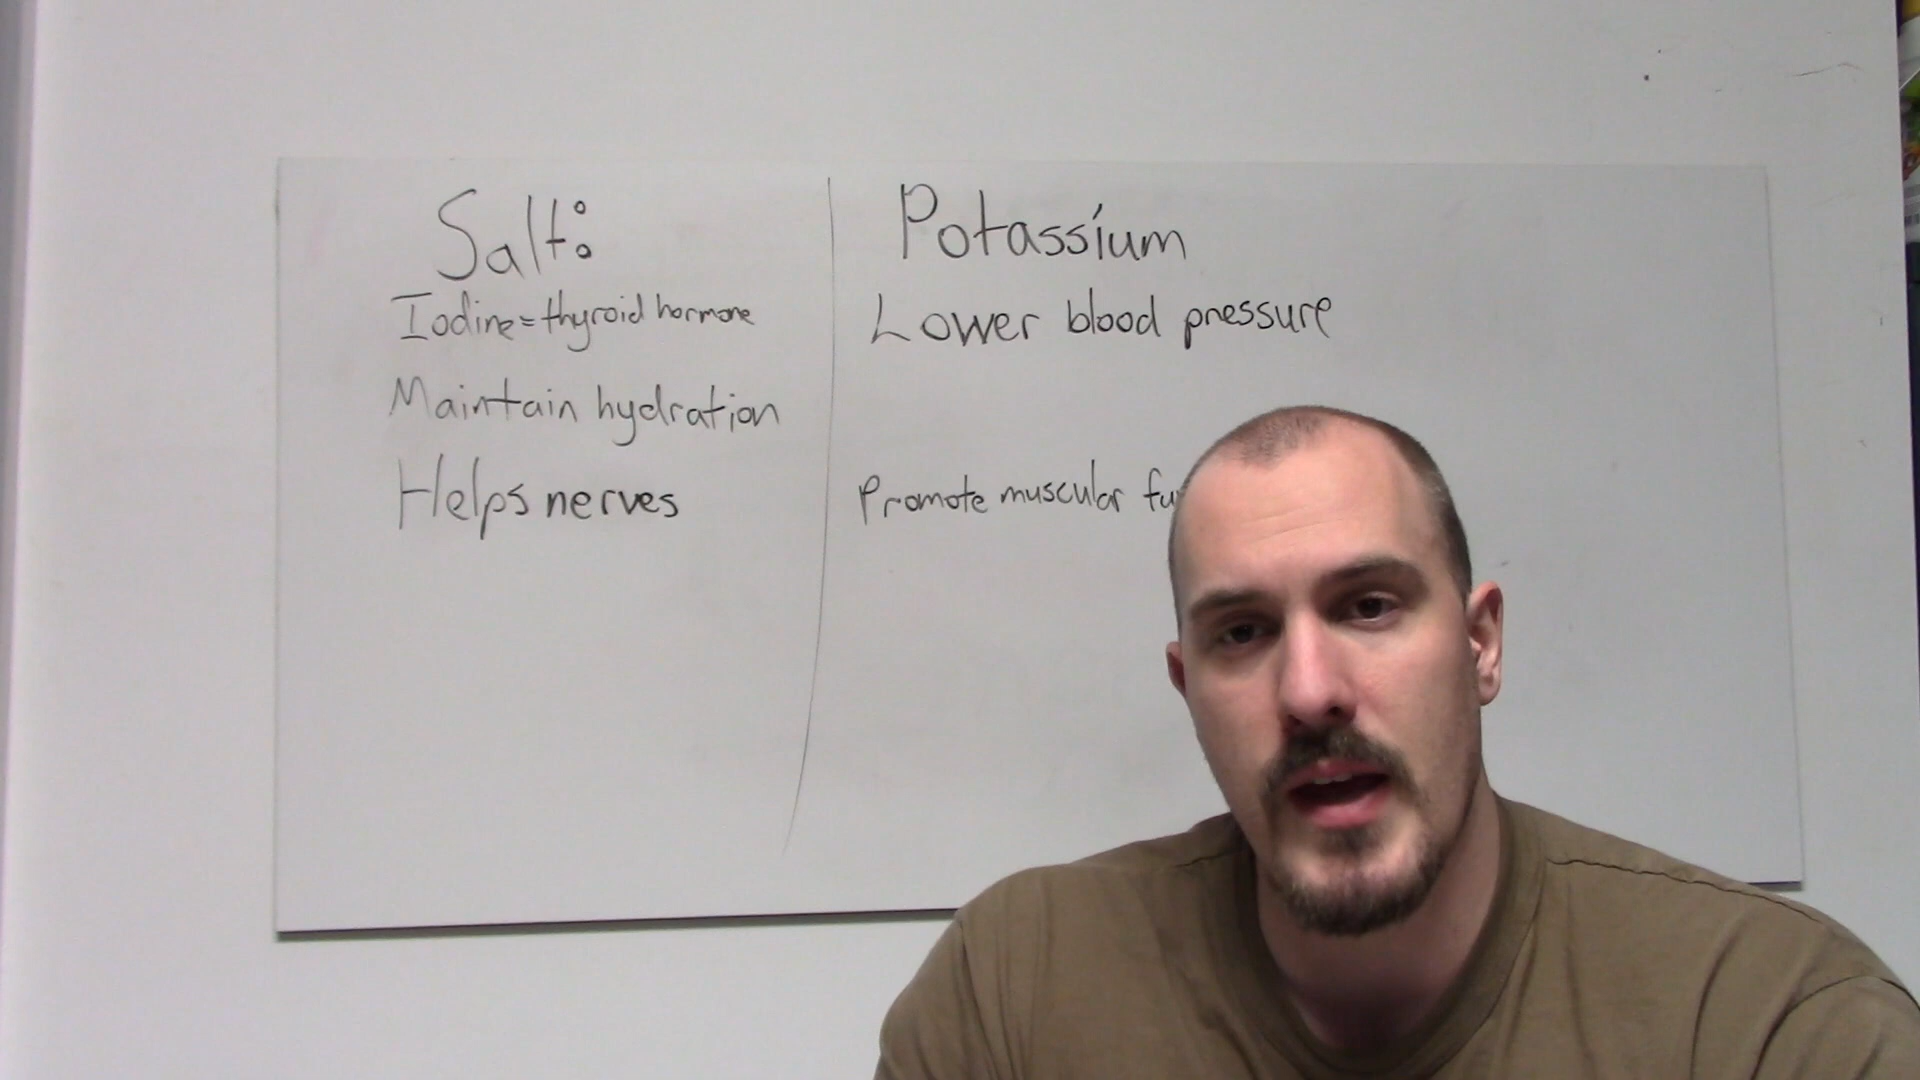 Salt:
Iodine = thyroid hormone
Maintain hydration
Helps nerves
Potassium
Lower blood pressure
Promote muscular